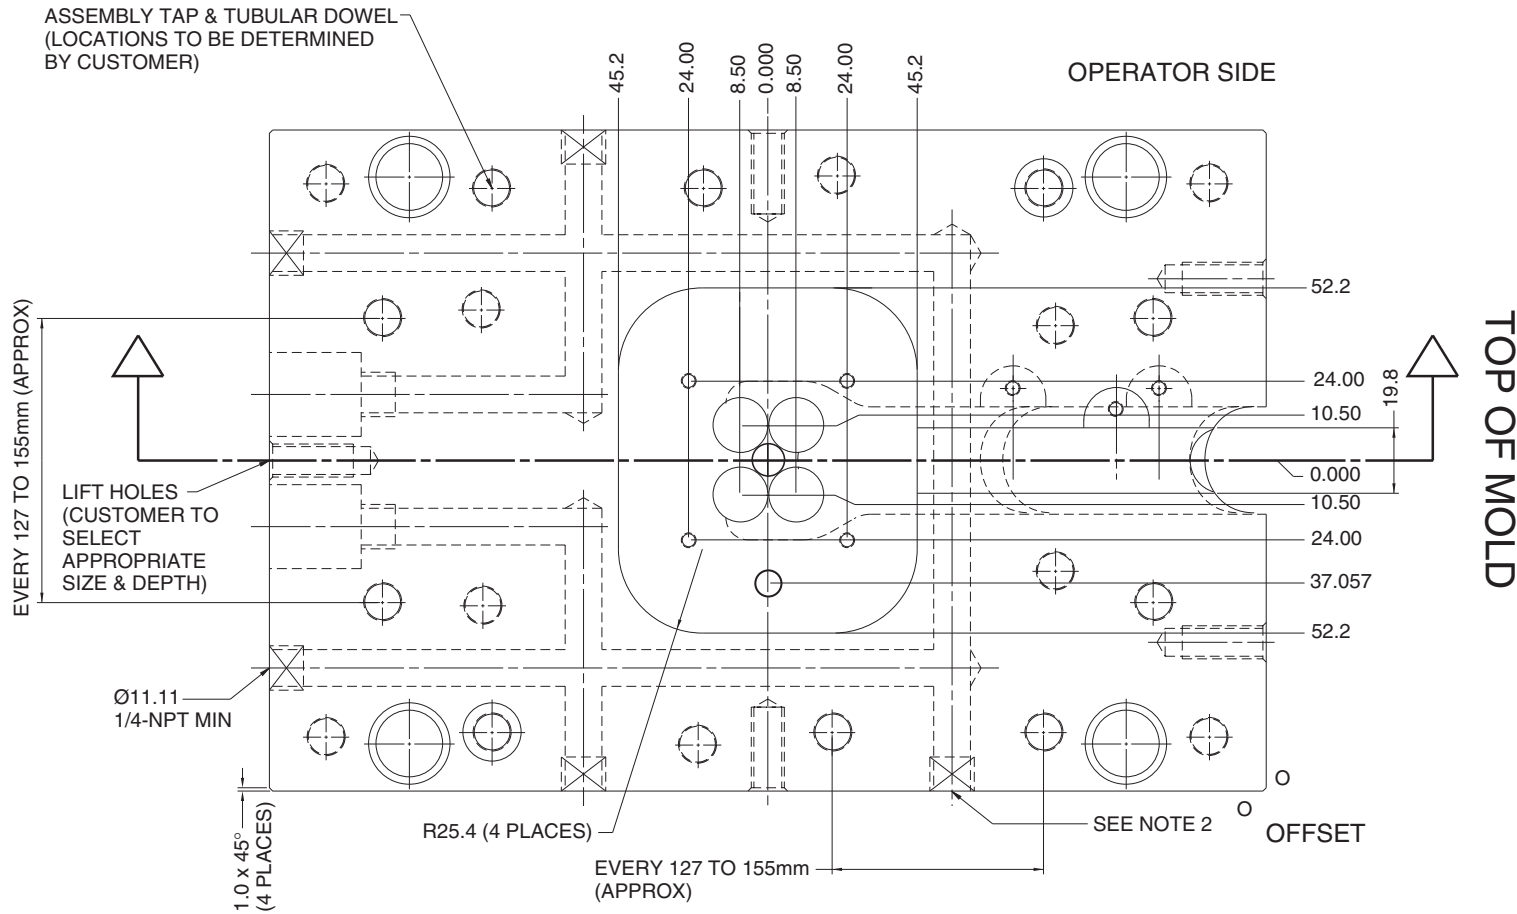 ASSEMBLY TAP & TUBULAR DOWEL
(LOCATIONS TO BE DETERMINED
BY CUSTOMER)
45.2
24.00
8.50
0.000
8.50
24.00
45.2
OPERATOR SIDE
52.2
24.00
10.50
19.8
0.000
10.50
24.00
37.057
52.2
TOP OF MOLD
EVERY 127 TO 155mm (APPROX)
LIFT HOLES
(CUSTOMER TO
SELECT
APPROPRIATE
SIZE & DEPTH)
Ø11.11
1/4-NPT MIN
1.0 x 45°
(4 PLACES)
R25.4 (4 PLACES)
EVERY 127 TO 155mm
(APPROX)
SEE NOTE 2
O
O
OFFSET